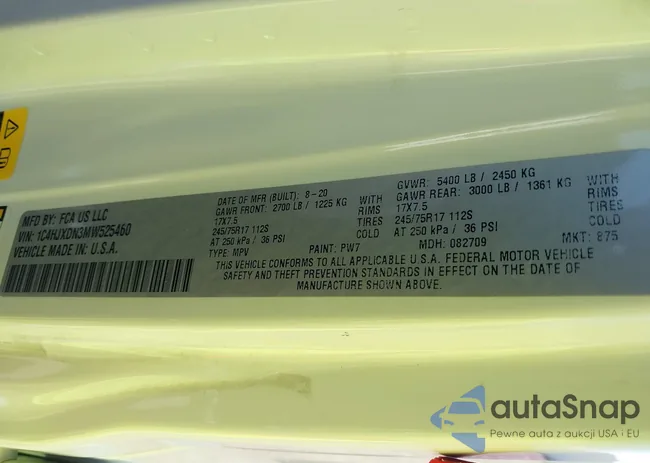 MFD BY: FCA US LLC
VIN: 1C4HJXDN3MW525460
VEHICLE MADE IN U.S.A.
DATE OF MFR (BUILT): 8-20
GAWR FRONT: 2700 LB / 1225 KG WITH
17X7.5 RIMS
245/75R17 112S TIRES
AT 250 kPa / 36 PSI COLD
TYPE: MPV PAINT: PW7
GVWR: 5400 LB / 2450 KG
GAWR REAR: 3000 LB / 1361 KG WITH
17X7.5 RIMS
245/75R17 112S TIRES
AT 250 kPa / 36 PSI COLD
MDH: 082709 MKT: 875
THIS VEHICLE CONFORMS TO ALL APPLICABLE U.S.A. FEDERAL MOTOR VEHICLE
SAFETY AND THEFT PREVENTION STANDARDS IN EFFECT ON THE DATE OF
MANUFACTURE SHOWN ABOVE.
autaSnap
Pewne auta z aukcji USA i EU